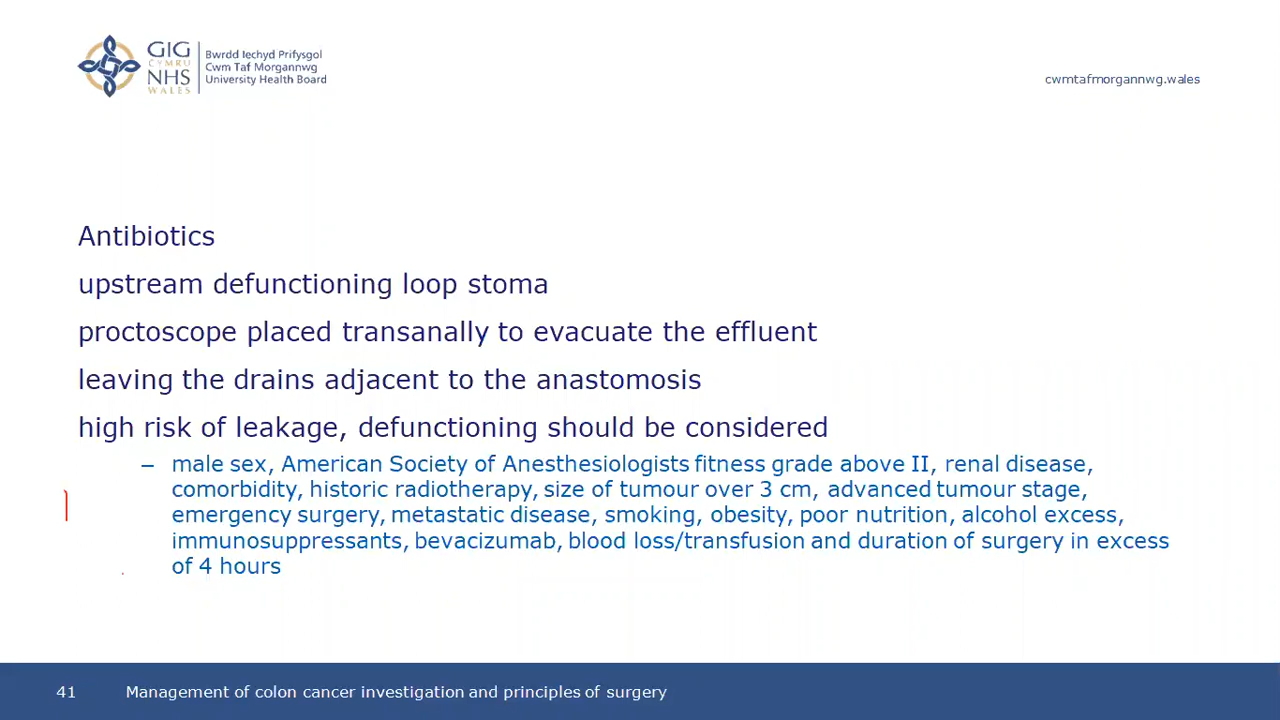 GIG
CYMRU
NHS
WALES
Bwrdd Iechyd Prifysgol
Cwm Taf Morgannwg
University Health Board
cwmtafmorgannwg.wales
Antibiotics
upstream defunctioning loop stoma
proctoscope placed transanally to evacuate the effluent
leaving the drains adjacent to the anastomosis
high risk of leakage, defunctioning should be considered
– male sex, American Society of Anesthesiologists fitness grade above II, renal disease,
comorbidity, historic radiotherapy, size of tumour over 3 cm, advanced tumour stage,
emergency surgery, metastatic disease, smoking, obesity, poor nutrition, alcohol excess,
immunosuppressants, bevacizumab, blood loss/transfusion and duration of surgery in excess
of 4 hours
41 Management of colon cancer investigation and principles of surgery